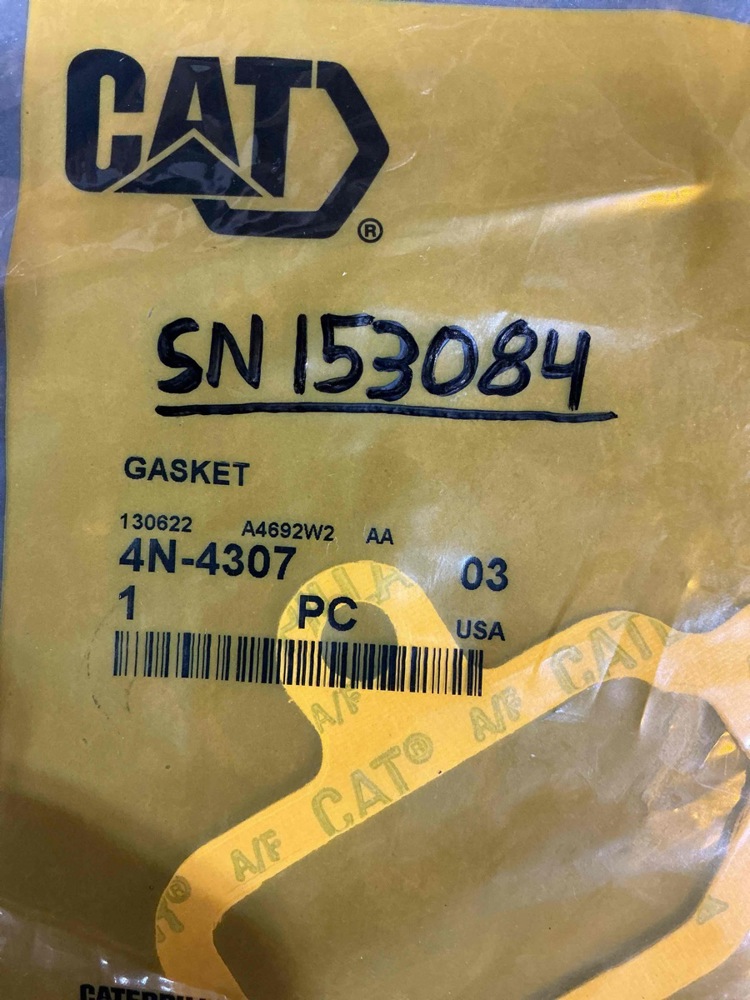 CAT®
SN 153084
GASKET
130622 A4692W2 AA
4N-4307 03
1 PC USA
A/F CAT
A/F CAT® A/F